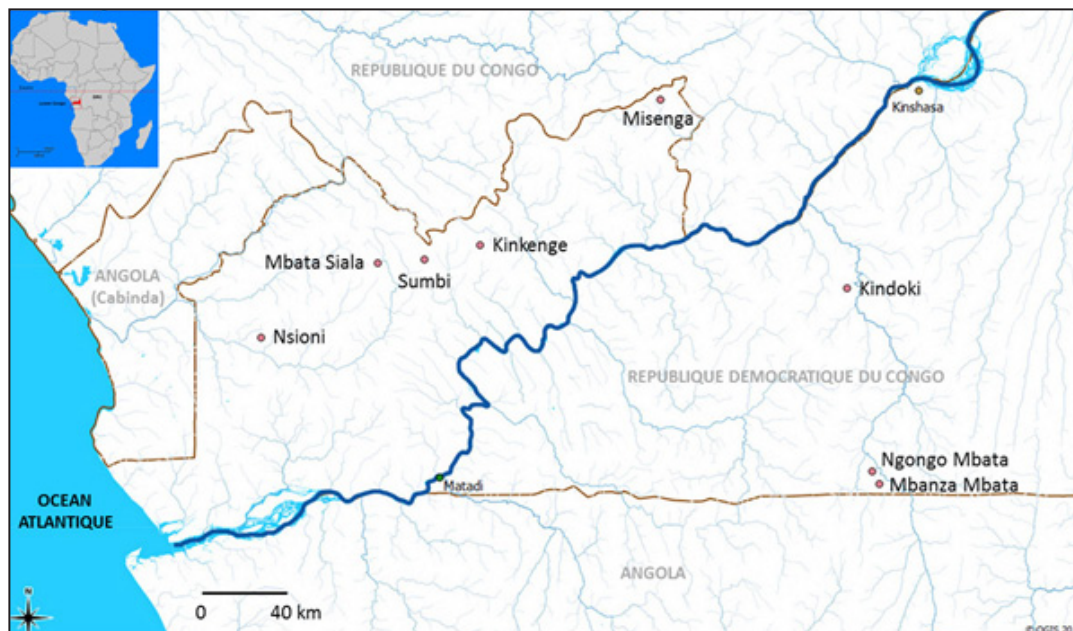 REPUBLIQUE DU CONGO
Misenga
Kinshasa
Kinkenge
Mbata Siala
Sumbi
ANGOLA
(Cabinda)
Kindoki
Nsioni
REPUBLIQUE DEMOCRATIQUE DU CONGO
Ngongo Mbata
Mbanza Mbata
Matadi
OCEAN
ATLANTIQUE
ANGOLA
N
0 40 km